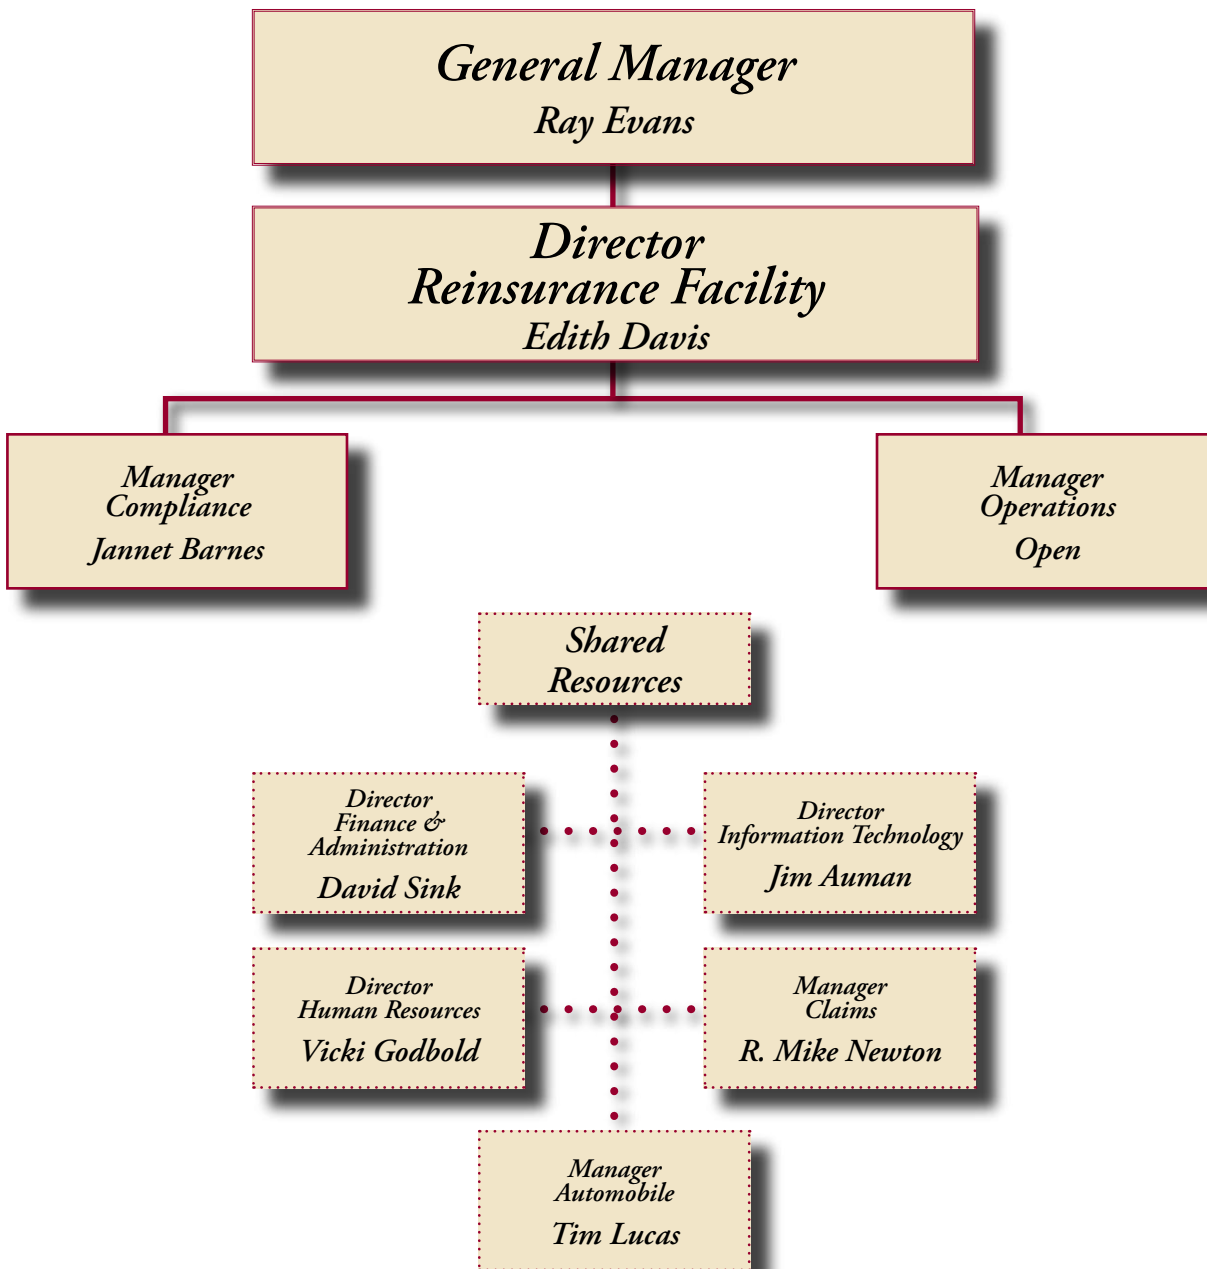 General Manager
Ray Evans
Director
Reinsurance Facility
Edith Davis
Manager
Compliance
Jannet Barnes
Manager
Operations
Open
Shared
Resources
Director
Finance &
Administration
David Sink
Director
Information Technology
Jim Auman
Director
Human Resources
Vicki Godbold
Manager
Claims
R. Mike Newton
Manager
Automobile
Tim Lucas